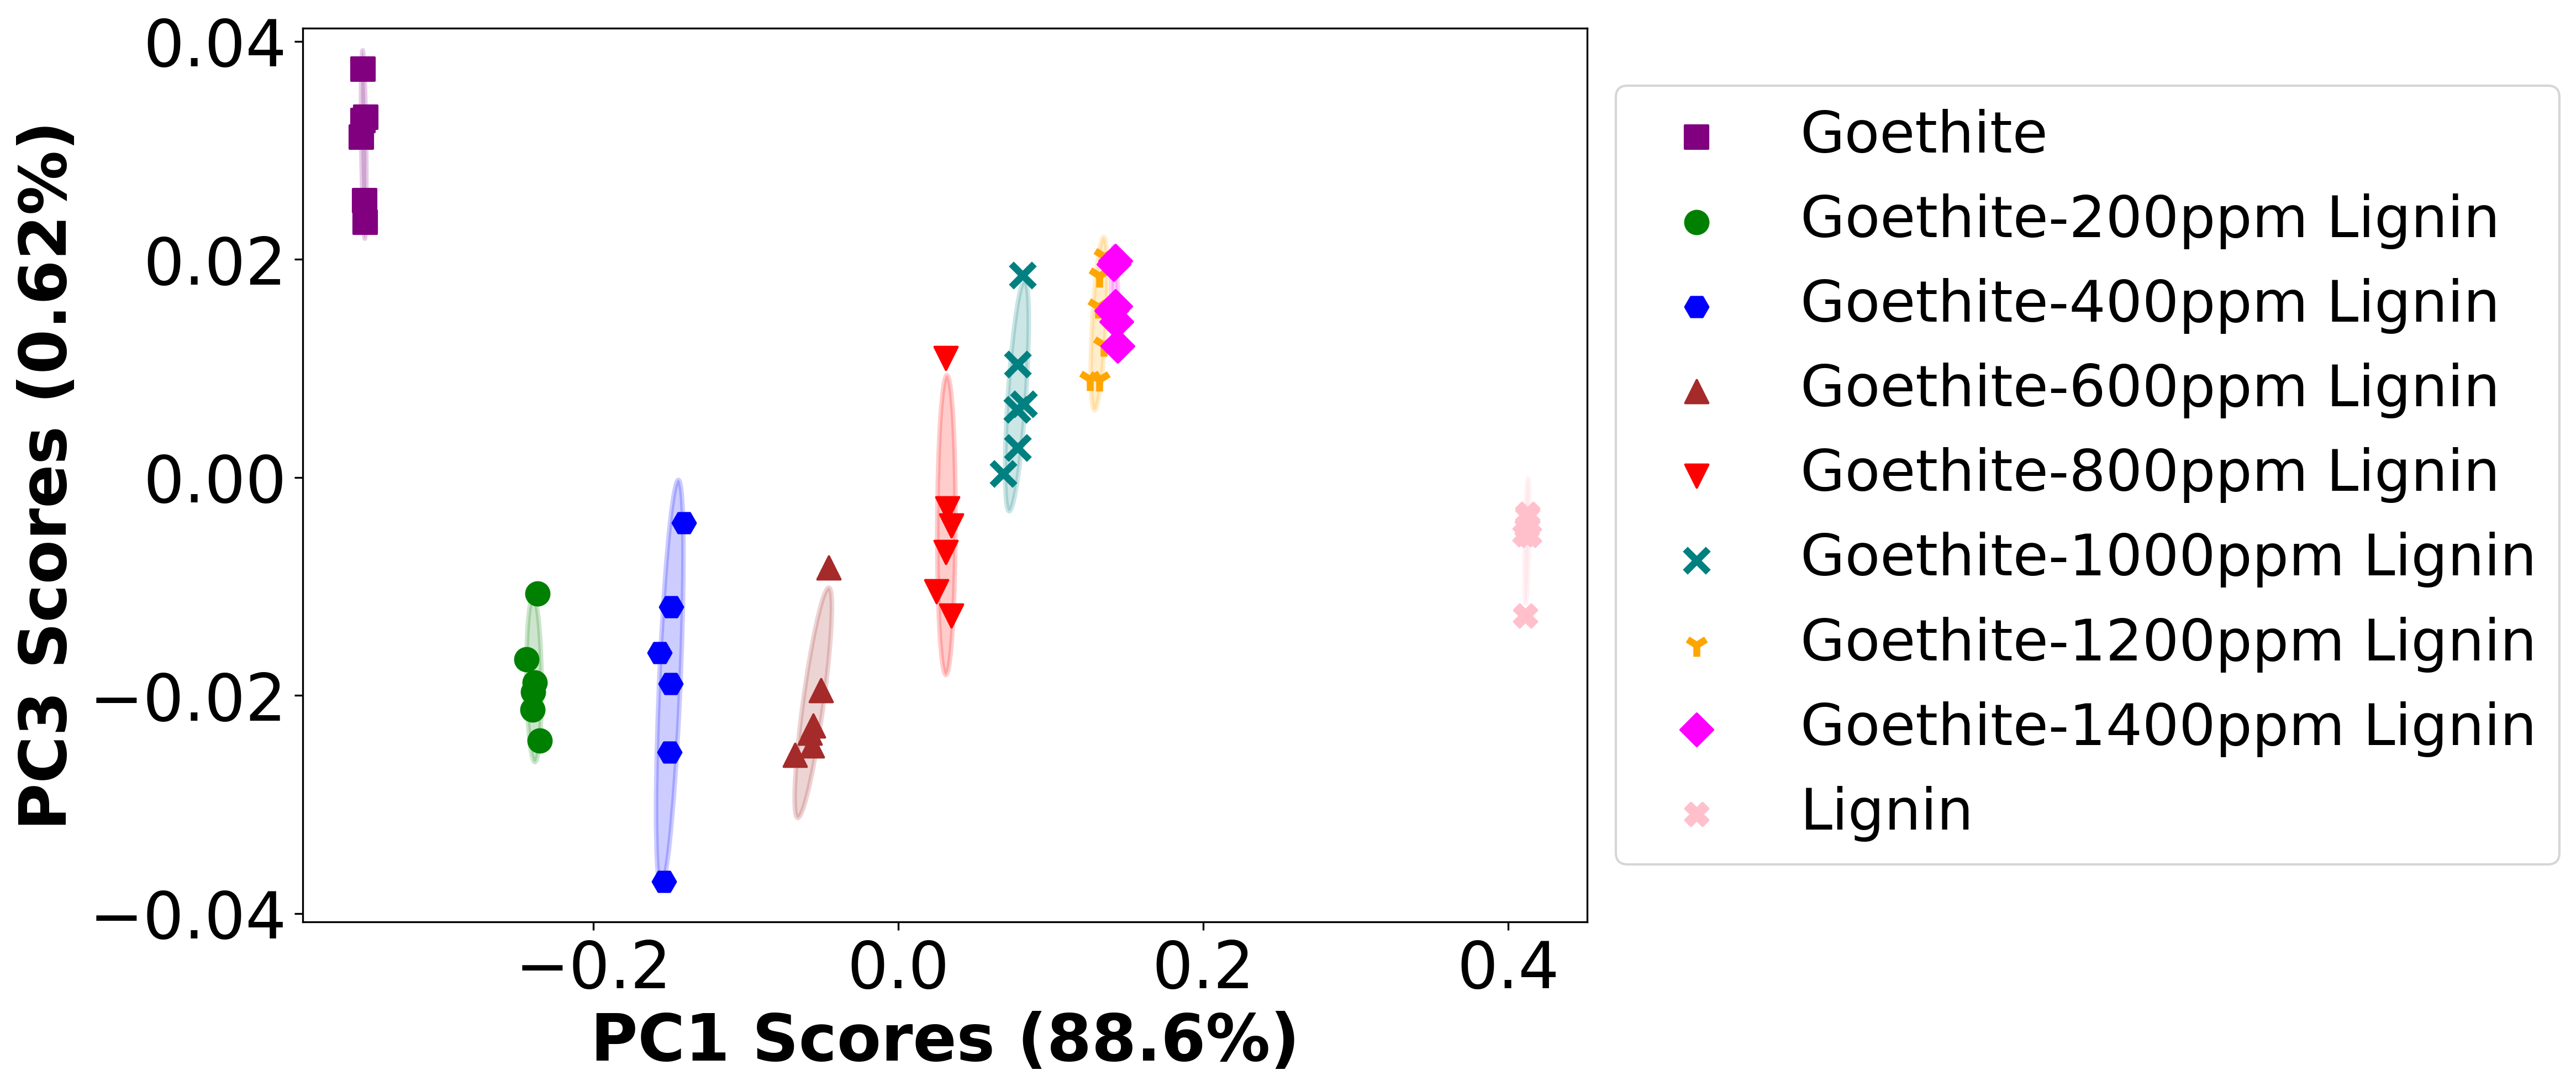 0.04
0.02
0.00
−0.02
−0.04
PC3 Scores (0.62%)
−0.2
0.0
0.2
0.4
PC1 Scores (88.6%)
Goethite
Goethite-200ppm Lignin
Goethite-400ppm Lignin
Goethite-600ppm Lignin
Goethite-800ppm Lignin
Goethite-1000ppm Lignin
Goethite-1200ppm Lignin
Goethite-1400ppm Lignin
Lignin